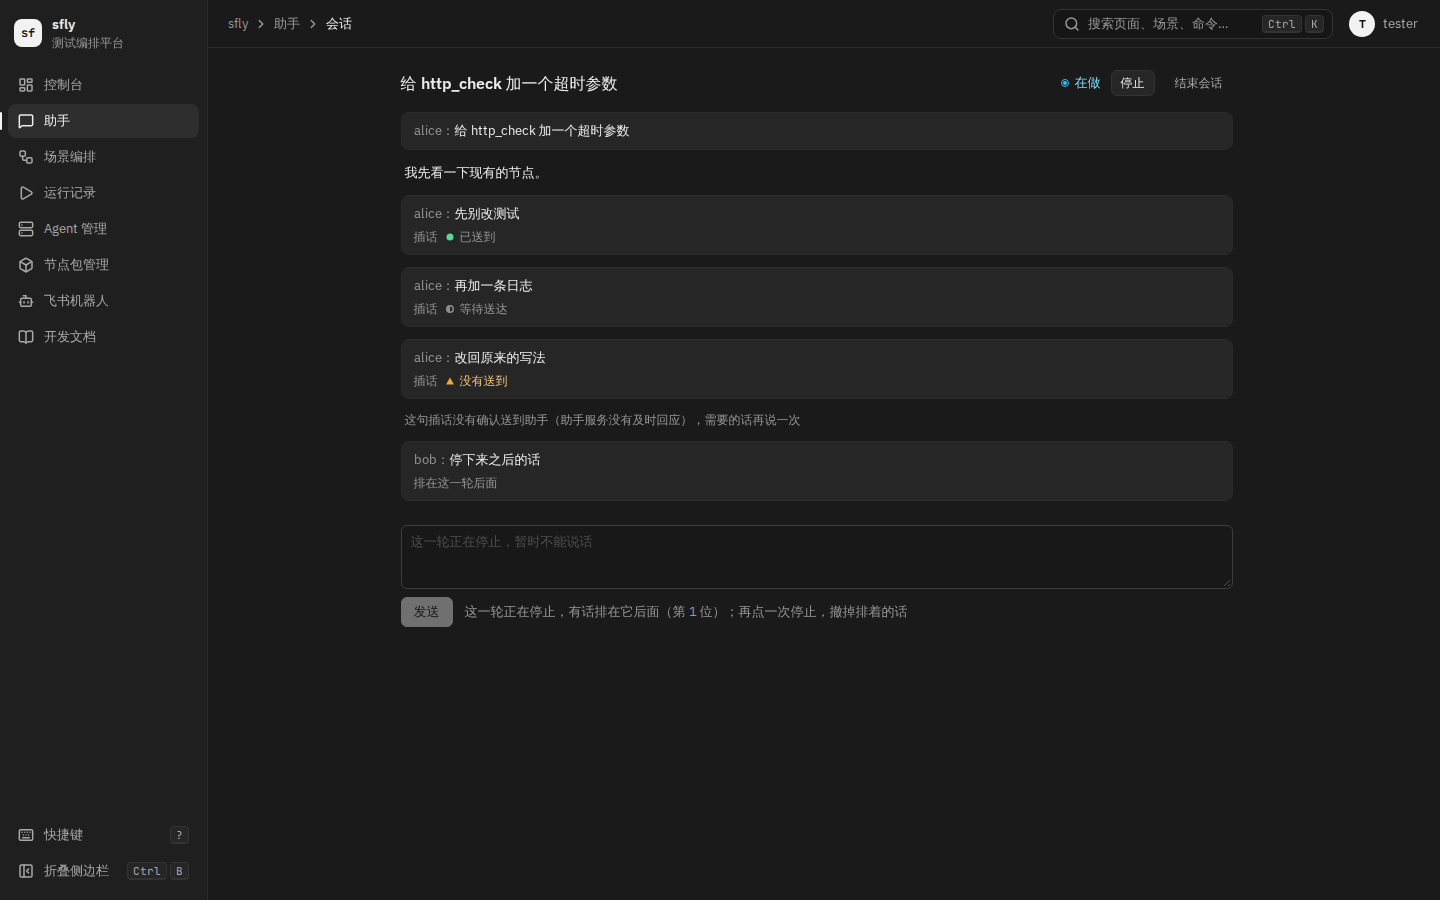 sf
sfly
测试编排平台
控制台
助手
场景编排
运行记录
Agent 管理
节点包管理
飞书机器人
开发文档
快捷键 ?
折叠侧边栏 Ctrl B
sfly 助手 会话
搜索页面、场景、命令... Ctrl K
T tester
给 http_check 加一个超时参数
在做 停止 结束会话
alice：给 http_check 加一个超时参数
我先看一下现有的节点。
alice：先别改测试
插话 已送到
alice：再加一条日志
插话 等待送达
alice：改回原来的写法
插话 没有送到
这句插话没有确认送到助手（助手服务没有及时回应），需要的话再说一次
bob：停下来之后的话
排在这一轮后面
这一轮正在停止，暂时不能说话
发送 这一轮正在停止，有话排在它后面（第 1 位）；再点一次停止，撤掉排着的话